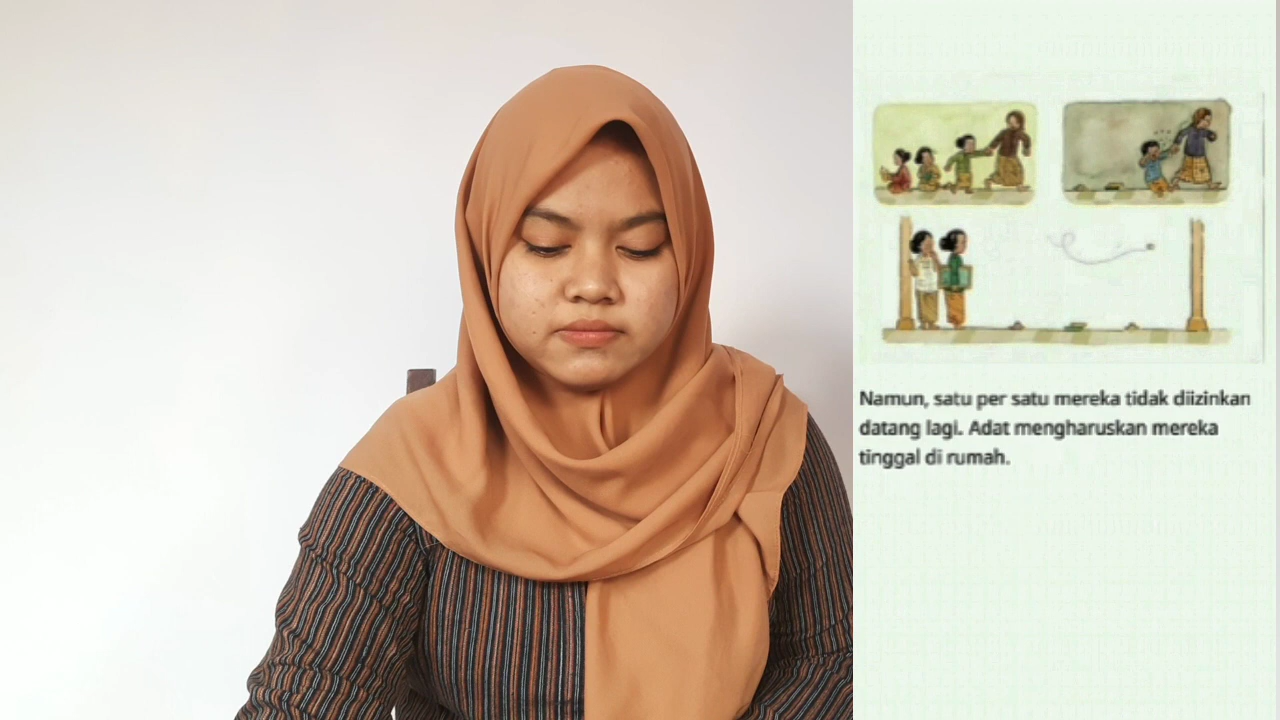 Namun, satu per satu mereka tidak diizinkan
datang lagi. Adat mengharuskan mereka
tinggal di rumah.